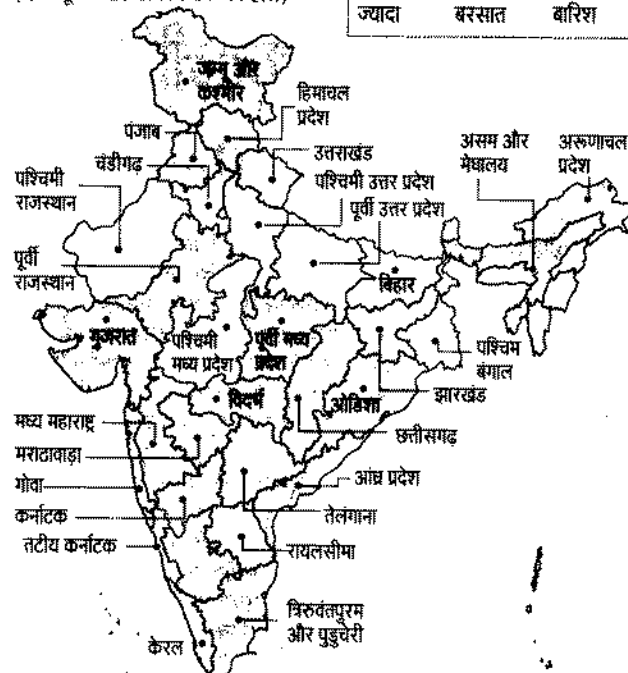 ज्यादा बरसात बारिश
जम्मू और
कश्मीर
हिमाचल
प्रदेश
पंजाब
चंडीगढ़
उत्तराखंड
असम और
मेघालय
अरूणाचल
प्रदेश
पश्चिमी
राजस्थान
पश्चिमी उत्तर प्रदेश
पूर्वी उत्तर प्रदेश
पूर्वी
राजस्थान
बिहार
गुजरात
पश्चिमी
मध्य प्रदेश
पूर्वी मध्य
प्रदेश
पश्चिम
बंगाल
झारखंड
विदर्भ
ओडिशा
छत्तीसगढ़
मध्य महाराष्ट्र
मराठावाड़ा
गोवा
आंध्र प्रदेश
कर्नाटक
तेलंगाना
तटीय कर्नाटक
रायलसीमा
त्रिरुवंतपुरम
और पुडुचेरी
केरल